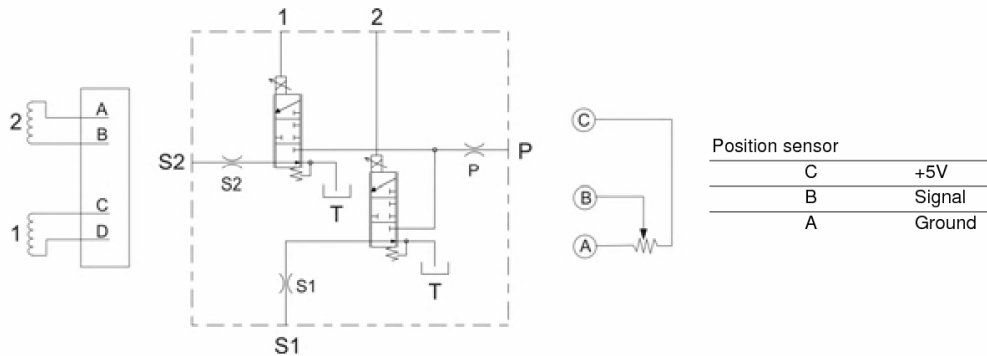 1 2
2
A
B
C
D
1
S2
S2
P
P
T
T
S1
S1
C
B
A
Position sensor
C +5V
B Signal
A Ground